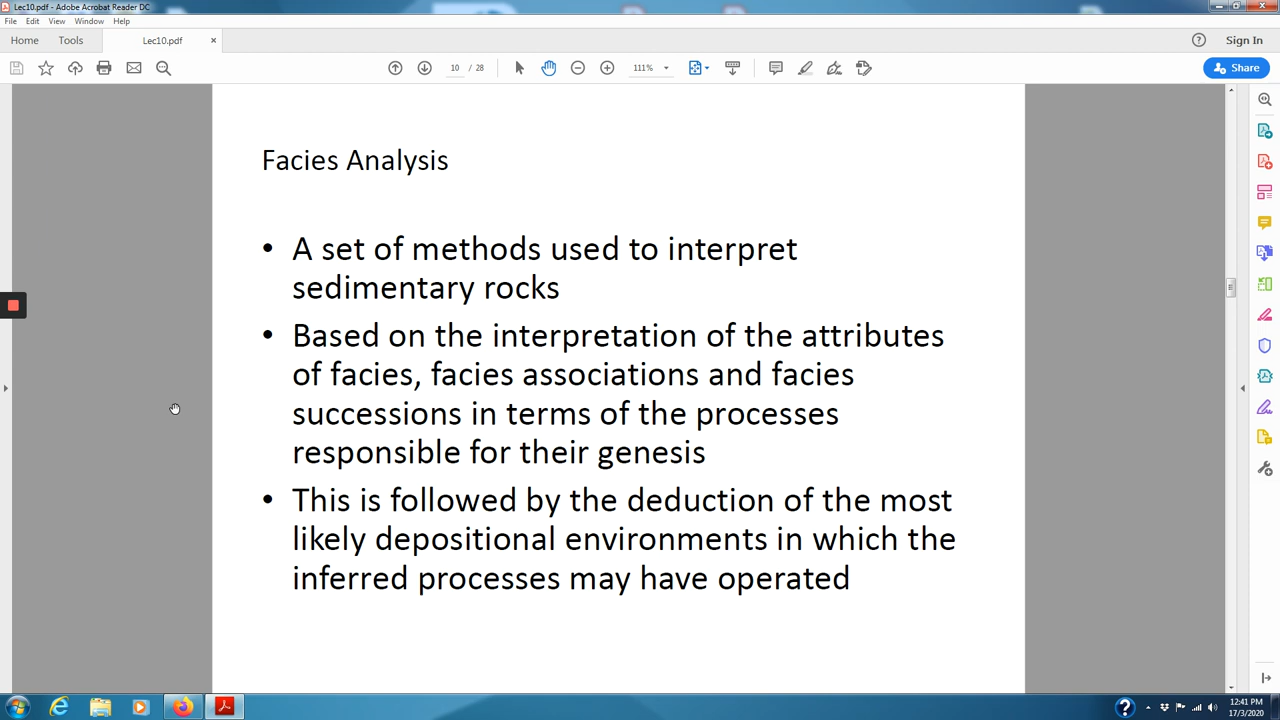 Lec10.pdf - Adobe Acrobat Reader DC
File Edit View Window Help
Home Tools Lec10.pdf × Sign In
10 / 28 111% Share
Facies Analysis
• A set of methods used to interpret
sedimentary rocks
• Based on the interpretation of the attributes
of facies, facies associations and facies
successions in terms of the processes
responsible for their genesis
• This is followed by the deduction of the most
likely depositional environments in which the
inferred processes may have operated
12:41 PM
17/3/2020